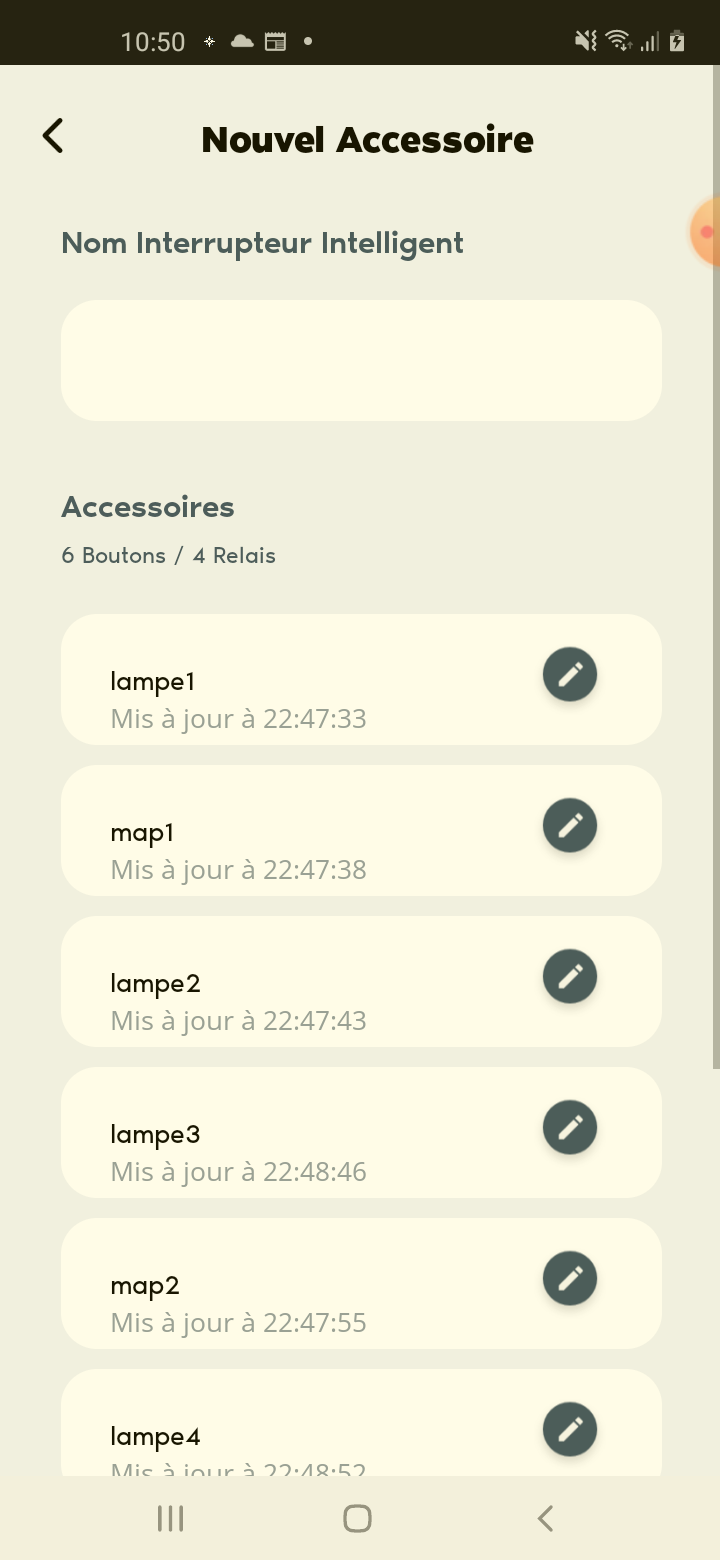 10:50
Nouvel Accessoire
Nom Interrupteur Intelligent
Accessoires
6 Boutons / 4 Relais
lampe1
Mis à jour à 22:47:33
map1
Mis à jour à 22:47:38
lampe2
Mis à jour à 22:47:43
lampe3
Mis à jour à 22:48:46
map2
Mis à jour à 22:47:55
lampe4
Mis à jour à 22:48:52